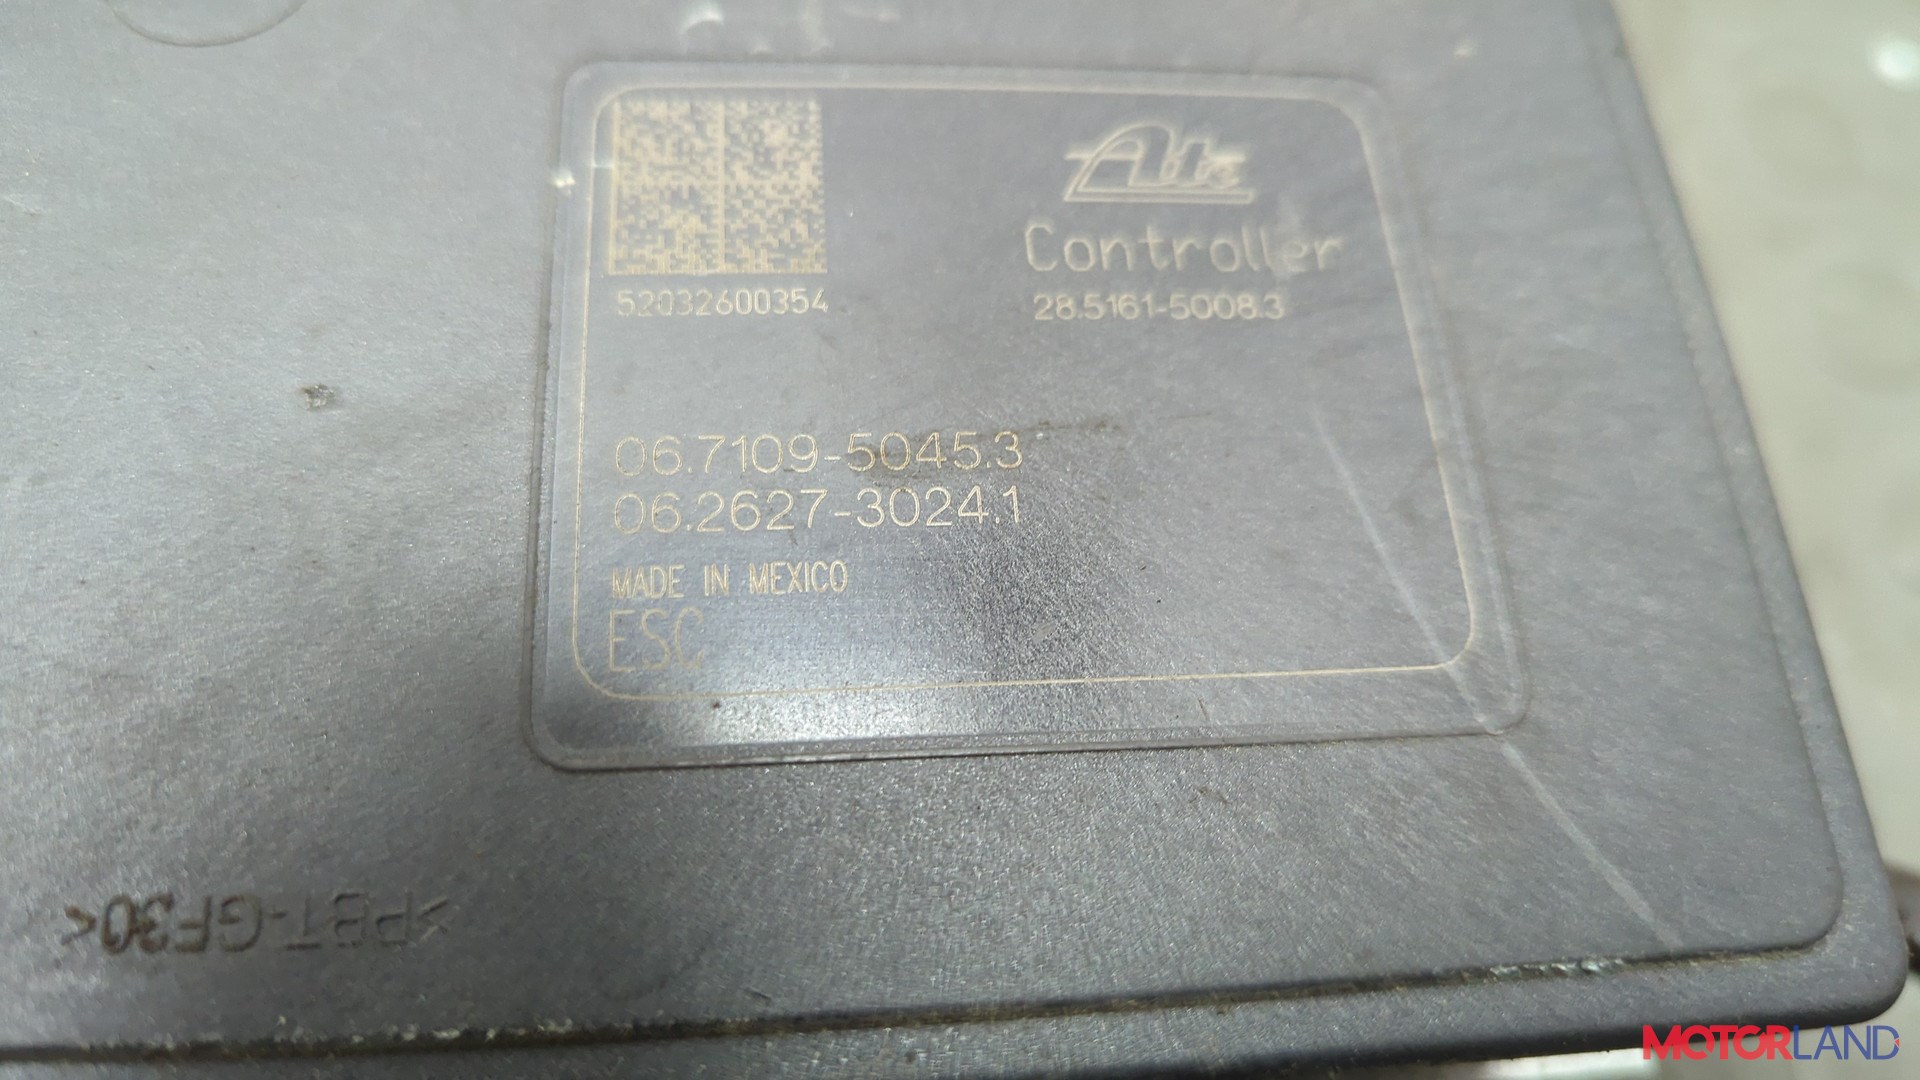 Ate
Controller
52032600354
28.5161-5008.3
06.7109-5045.3
06.2627-3024.1
MADE IN MEXICO
ESC
>PBT-GF30<
MOTORLAND